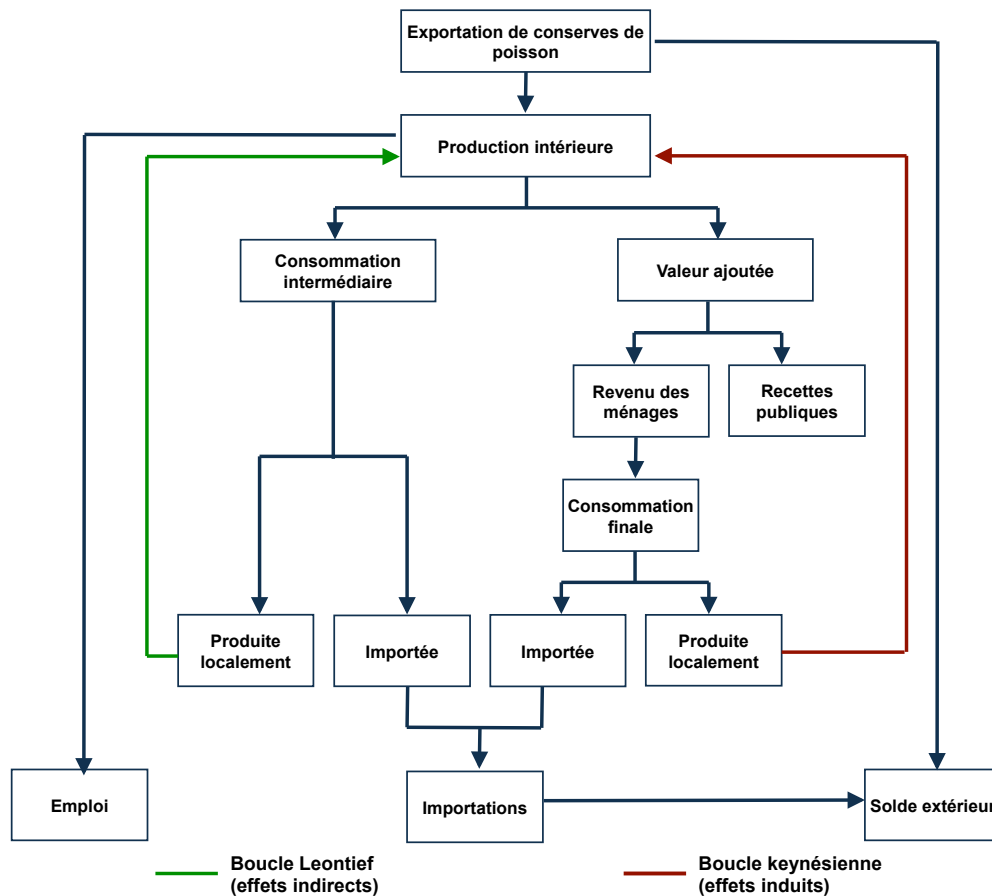 Exportation de conserves de
poisson
Production intérieure
Consommation
intermédiaire
Valeur ajoutée
Revenu des
ménages
Recettes
publiques
Consommation
finale
Produite
localement
Importée
Importée
Produite
localement
Emploi
Importations
Solde extérieur
Boucle Leontief
(effets indirects)
Boucle keynésienne
(effets induits)